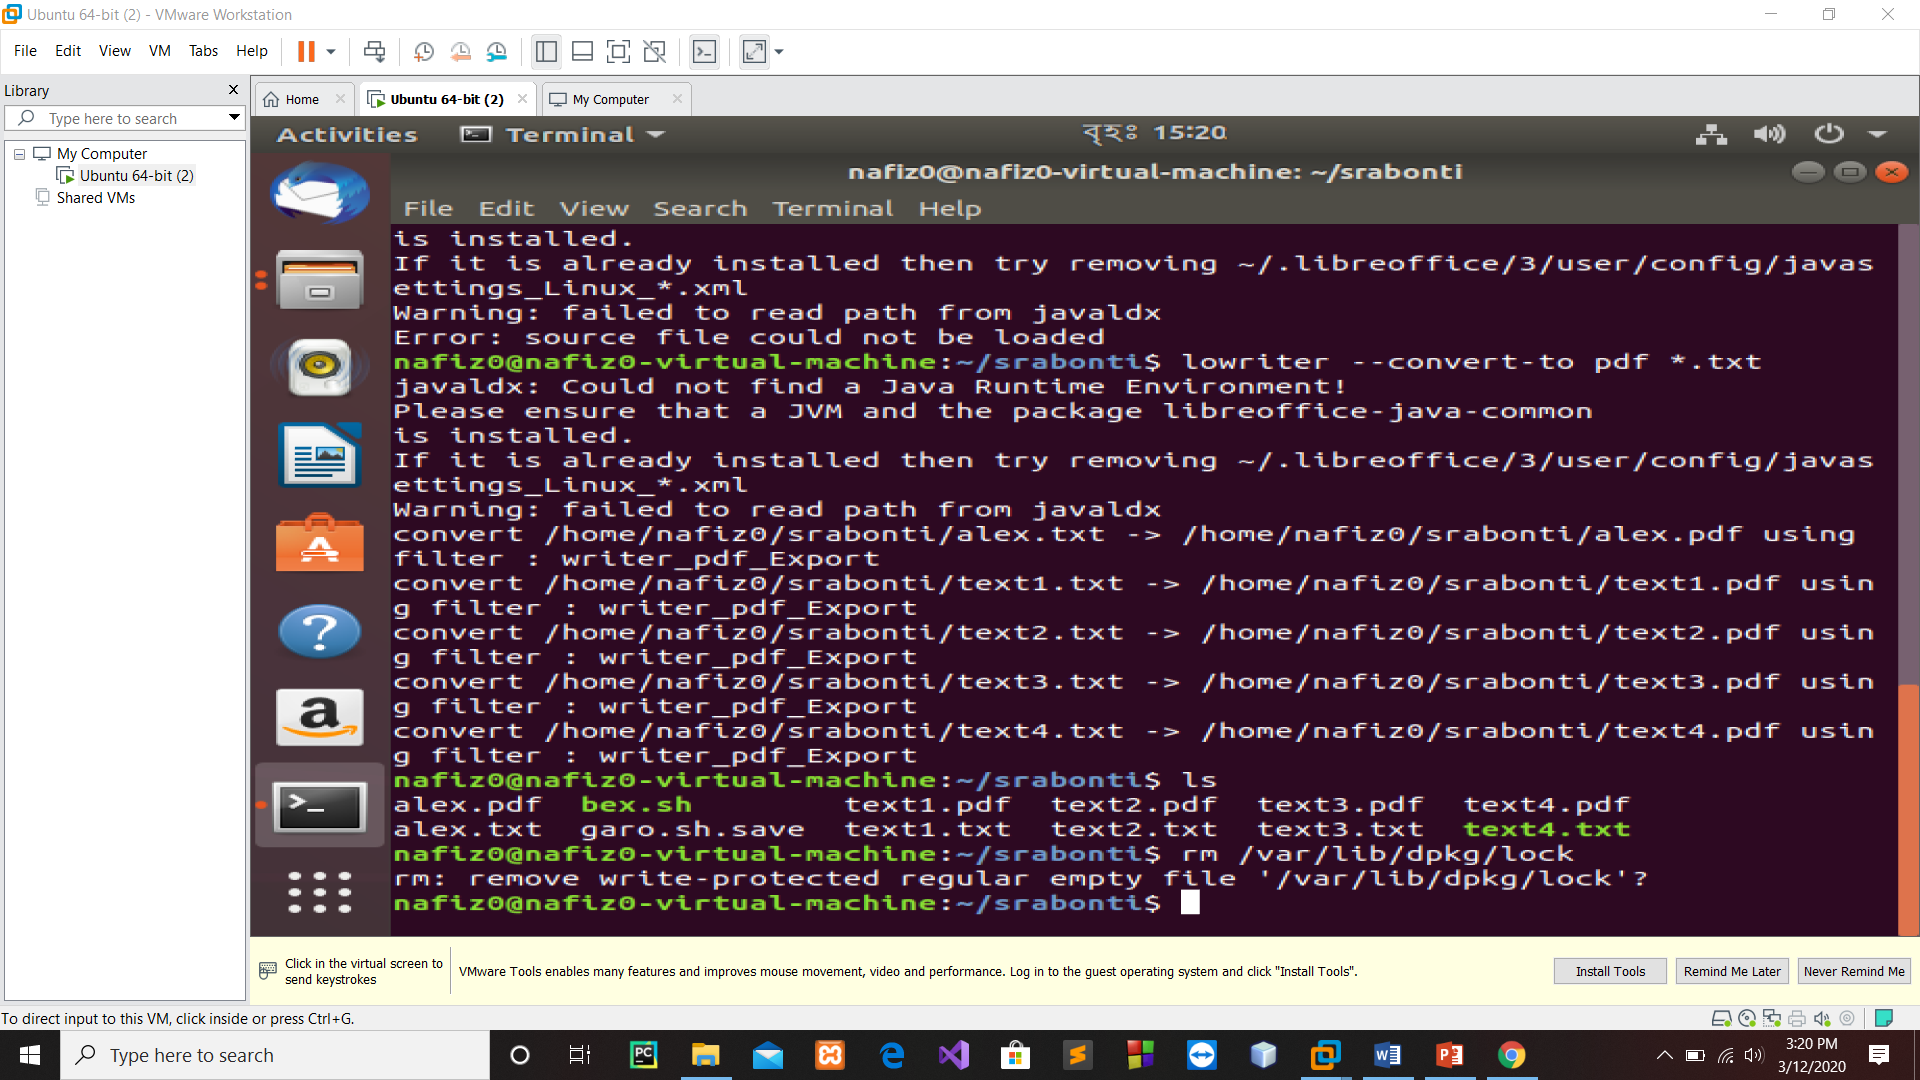 Ubuntu 64-bit (2) - VMware Workstation
File Edit View VM Tabs Help
Library
Type here to search
My Computer
Ubuntu 64-bit (2)
Shared VMs
Home
Ubuntu 64-bit (2)
My Computer
Activities Terminal বৃহঃ 15:20
nafiz0@nafiz0-virtual-machine: ~/srabonti
File Edit View Search Terminal Help
is installed.
If it is already installed then try removing ~/.libreoffice/3/user/config/javas
ettings_Linux_*.xml
Warning: failed to read path from javaldx
Error: source file could not be loaded
nafiz0@nafiz0-virtual-machine:~/srabonti$ lowriter --convert-to pdf *.txt
javaldx: Could not find a Java Runtime Environment!
Please ensure that a JVM and the package libreoffice-java-common
is installed.
If it is already installed then try removing ~/.libreoffice/3/user/config/javas
ettings_Linux_*.xml
Warning: failed to read path from javaldx
convert /home/nafiz0/srabonti/alex.txt -> /home/nafiz0/srabonti/alex.pdf using
filter : writer_pdf_Export
convert /home/nafiz0/srabonti/text1.txt -> /home/nafiz0/srabonti/text1.pdf usin
g filter : writer_pdf_Export
convert /home/nafiz0/srabonti/text2.txt -> /home/nafiz0/srabonti/text2.pdf usin
g filter : writer_pdf_Export
convert /home/nafiz0/srabonti/text3.txt -> /home/nafiz0/srabonti/text3.pdf usin
g filter : writer_pdf_Export
convert /home/nafiz0/srabonti/text4.txt -> /home/nafiz0/srabonti/text4.pdf usin
g filter : writer_pdf_Export
nafiz0@nafiz0-virtual-machine:~/srabonti$ ls
alex.pdf bex.sh text1.pdf text2.pdf text3.pdf text4.pdf
alex.txt garo.sh.save text1.txt text2.txt text3.txt text4.txt
nafiz0@nafiz0-virtual-machine:~/srabonti$ rm /var/lib/dpkg/lock
rm: remove write-protected regular empty file '/var/lib/dpkg/lock'?
nafiz0@nafiz0-virtual-machine:~/srabonti$
Click in the virtual screen to
send keystrokes
VMware Tools enables many features and improves mouse movement, video and performance. Log in to the guest operating system and click "Install Tools".
Install Tools Remind Me Later Never Remind Me
To direct input to this VM, click inside or press Ctrl+G.
Type here to search
3:20 PM
3/12/2020